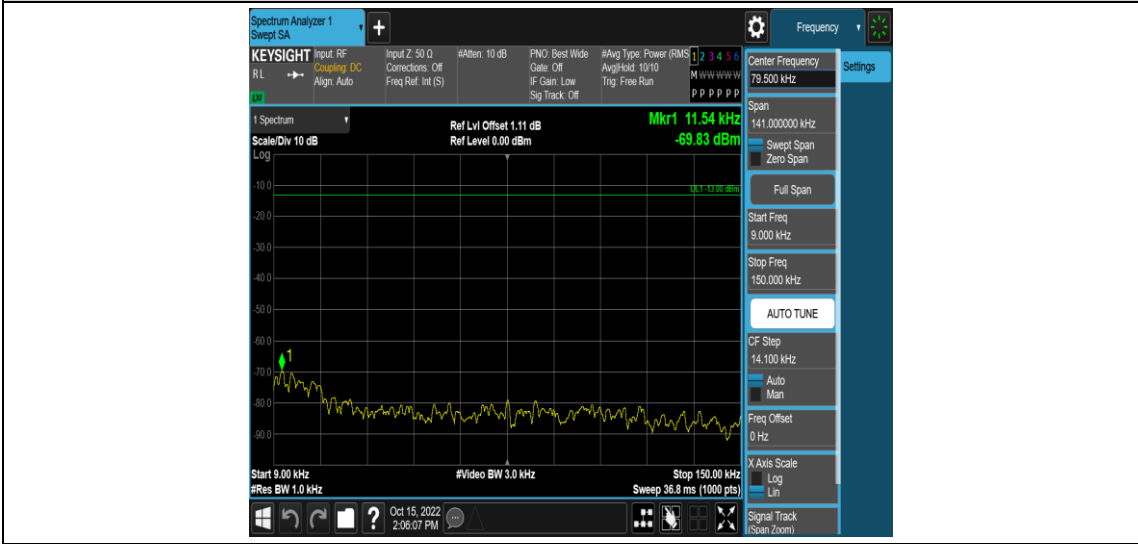 Spectrum Analyzer 1
Swept SA
+
Frequency
KEYSIGHT
RL
Input: RF
Coupling: DC
Align: Auto
Input Z: 50 Ω
Corrections: Off
Freq Ref: Int (S)
#Atten: 10 dB
PNO: Best Wide
Gate: Off
IF Gain: Low
Sig Track: Off
#Avg Type: Power (RMS
Avg|Hold: 10/10
Trig: Free Run
1 2 3 4 5 6
M W W W W W
P P P P P P
1 Spectrum
Scale/Div 10 dB
Log
Ref Lvl Offset 1.11 dB
Ref Level 0.00 dBm
Mkr1 11.54 kHz
-69.83 dBm
DL1 -13.00 dBm
-10.0
-20.0
-30.0
-40.0
-50.0
-60.0
-70.0
-80.0
-90.0
1
Start 9.00 kHz
#Res BW 1.0 kHz
#Video BW 3.0 kHz
Stop 150.00 kHz
Sweep 36.8 ms (1000 pts)
?
Oct 15, 2022
2:06:07 PM
Center Frequency
79.500 kHz
Settings
Span
141.000000 kHz
Swept Span
Zero Span
Full Span
Start Freq
9.000 kHz
Stop Freq
150.000 kHz
AUTO TUNE
CF Step
14.100 kHz
Auto
Man
Freq Offset
0 Hz
X Axis Scale
Log
Lin
Signal Track
(Span Zoom)